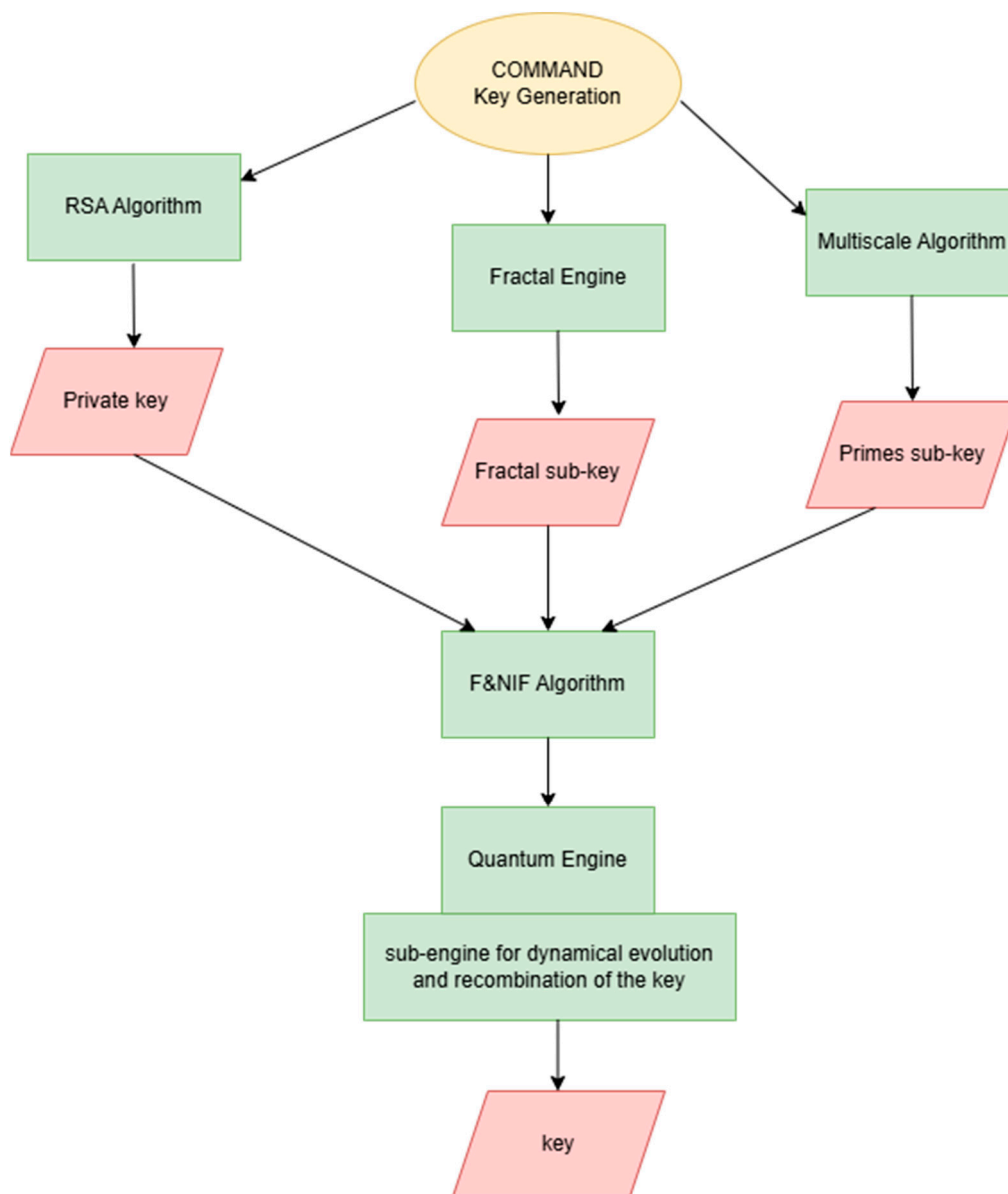 COMMAND
Key Generation
RSA Algorithm
Fractal Engine
Multiscale Algorithm
Private key
Fractal sub-key
Primes sub-key
F&NIF Algorithm
Quantum Engine
sub-engine for dynamical evolution
and recombination of the key
key